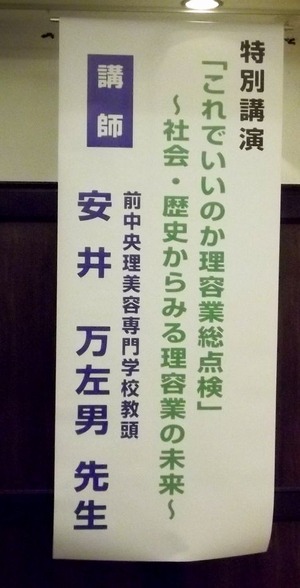 特別講演
「これでいいのか理容業総点検」
～社会・歴史からみる理容業の未来～
講師
前中央理美容専門学校教頭
安井 万左男 先生